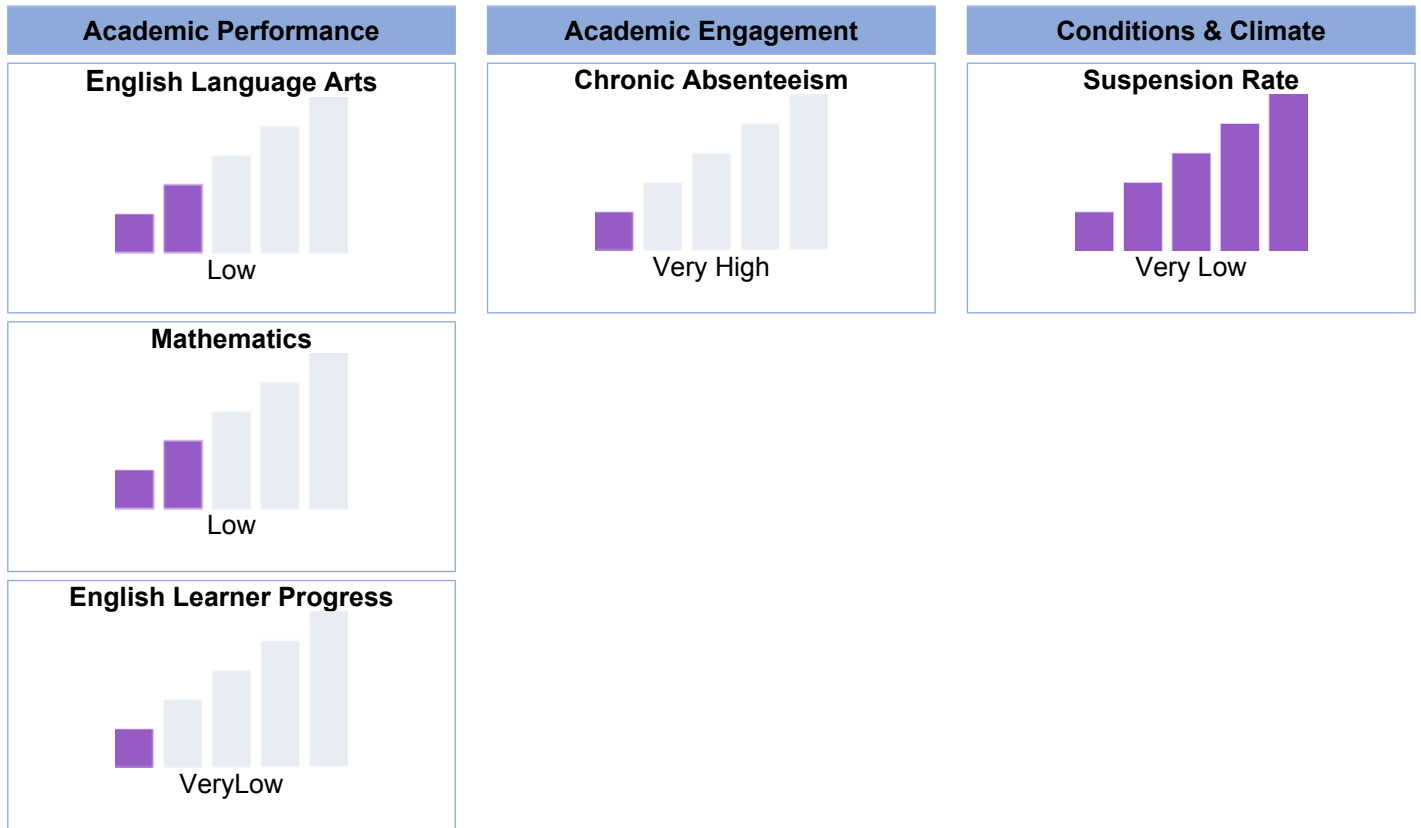 Academic Performance
Academic Engagement
Conditions & Climate
English Language Arts
Low
Chronic Absenteeism
Very High
Suspension Rate
Very Low
Mathematics
Low
English Learner Progress
VeryLow